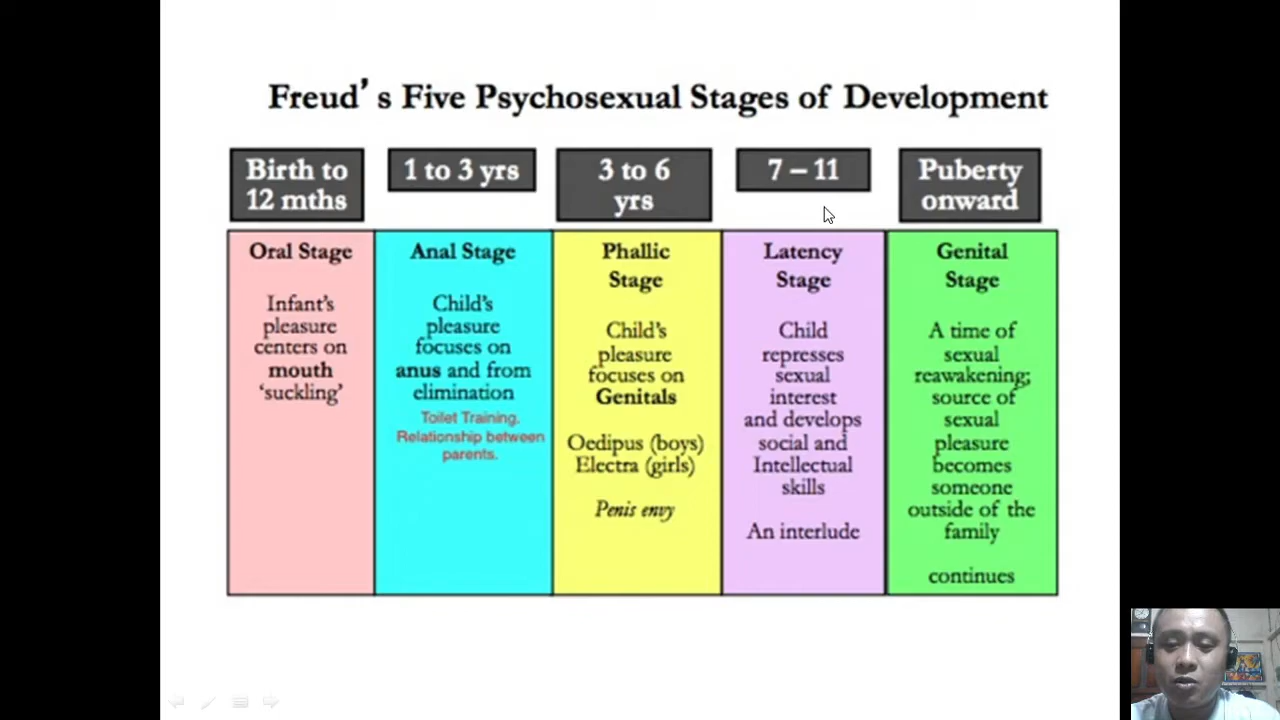 Freud's Five Psychosexual Stages of Development
Birth to
12 mths
1 to 3 yrs
3 to 6
yrs
7 – 11
Puberty
onward
Oral Stage
Infant's
pleasure
centers on
mouth
'suckling'
Anal Stage
Child's
pleasure
focuses on
anus and from
elimination
Toilet Training.
Relationship between
parents.
Phallic
Stage
Child's
pleasure
focuses on
Genitals
Oedipus (boys)
Electra (girls)
Penis envy
Latency
Stage
Child
represses
sexual
interest
and develops
social and
Intellectual
skills
An interlude
Genital
Stage
A time of
sexual
reawakening;
source of
sexual
pleasure
becomes
someone
outside of the
family
continues